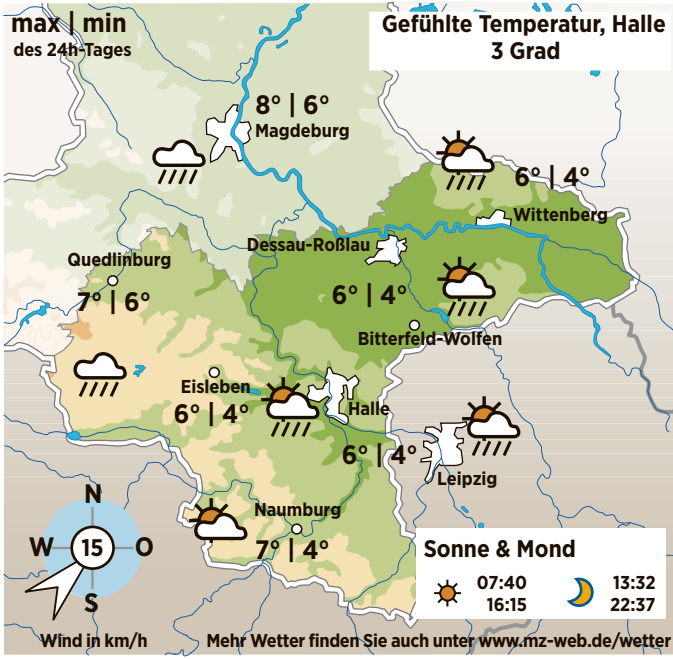 max | min
des 24h-Tages
Gefühlte Temperatur, Halle
3 Grad
8° | 6°
Magdeburg
6° | 4°
Wittenberg
Dessau-Roßlau
Quedlinburg
7° | 6°
6° | 4°
Bitterfeld-Wolfen
Eisleben
6° | 4°
Halle
6° | 4°
Leipzig
Naumburg
7° | 4°
N
W 15 O
S
Wind in km/h
Sonne & Mond
07:40 13:32
16:15 22:37
Mehr Wetter finden Sie auch unter www.mz-web.de/wetter